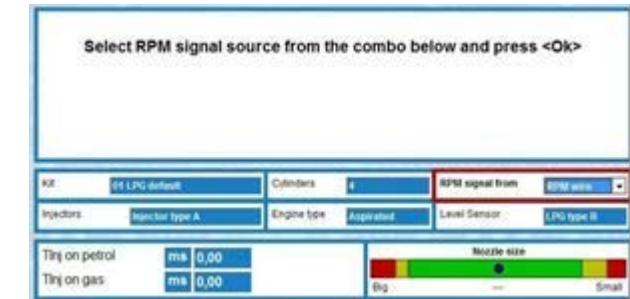 Select RPM signal source from the combo below and press <Ok>
Kit 01 LPG default Cylinders 4 RPM signal from RPM wire
Injectors Injector type A Engine type Aspirated Level Sensor LPG type B
TInj on petrol ms 0,00 Nozzle size
TInj on gas ms 0,00
Big --- Small